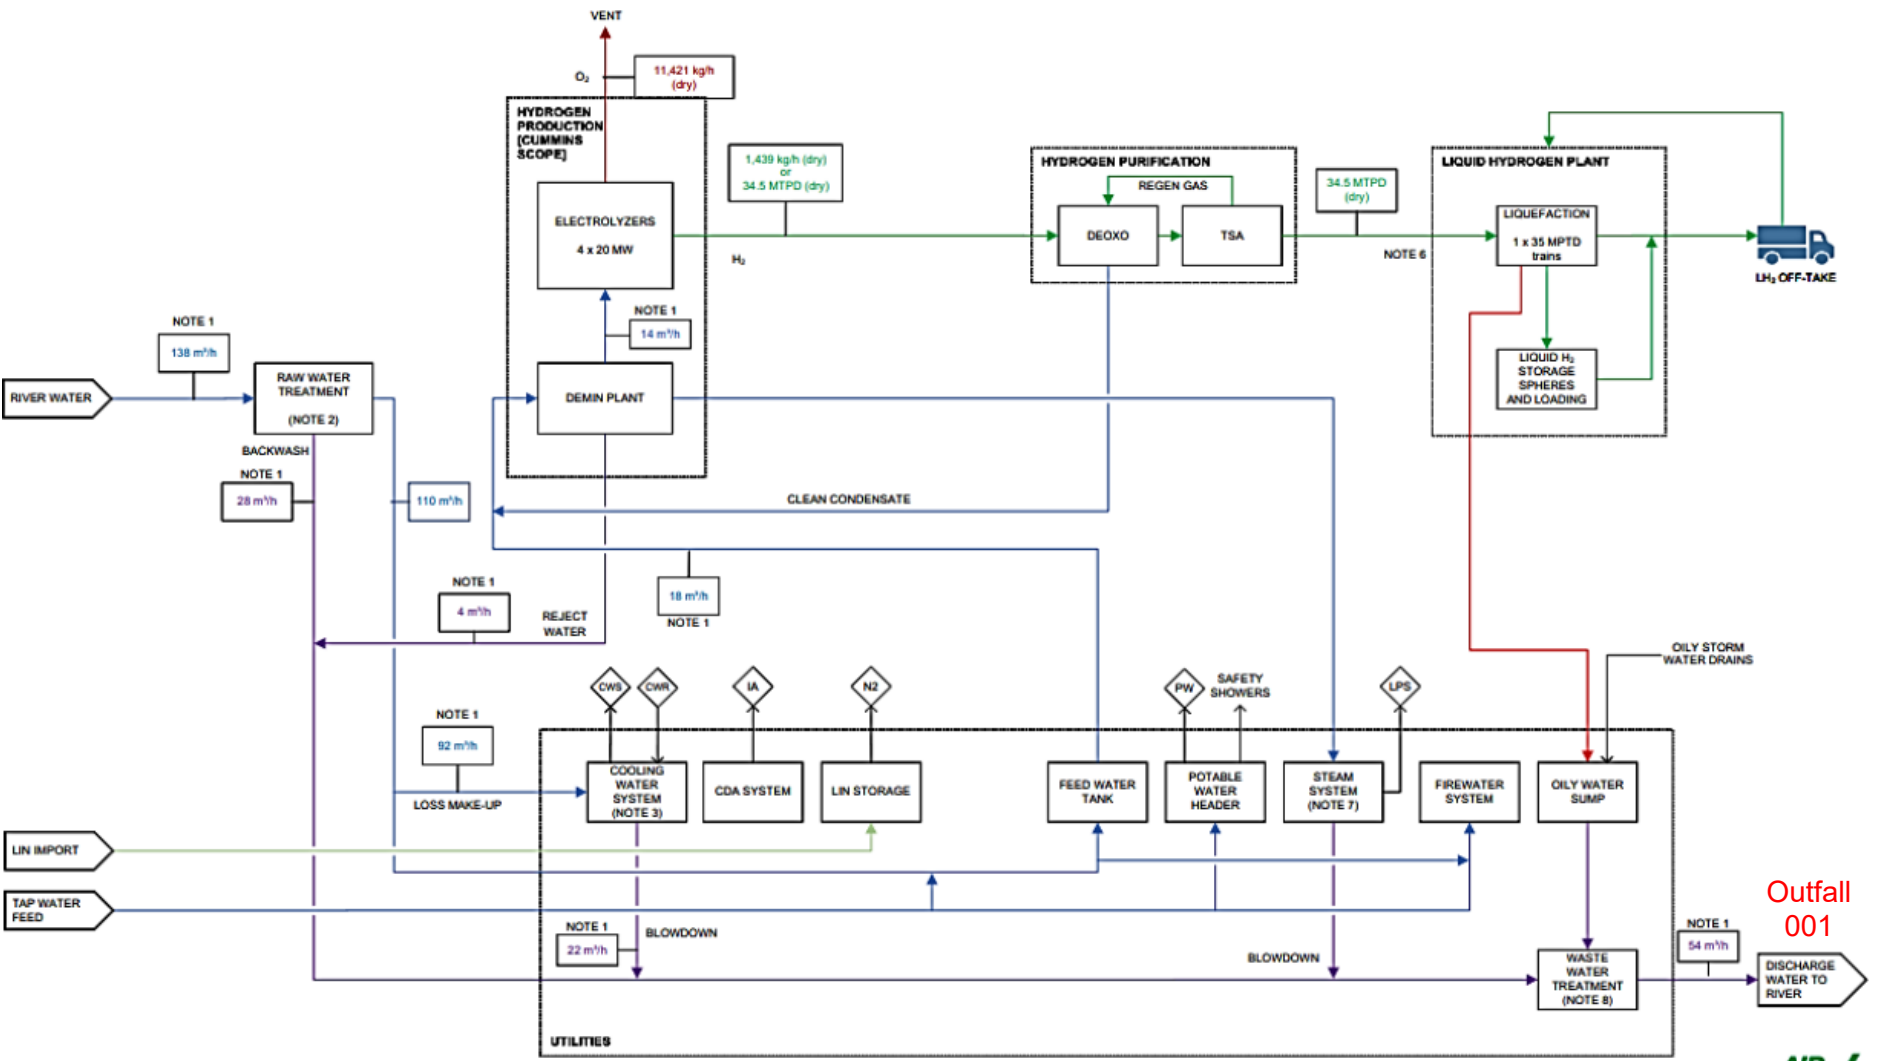 VENT
O₂
11,421 kg/h
(dry)
HYDROGEN
PRODUCTION
[CUMMINS
SCOPE]
ELECTROLYZERS
4 x 20 MW
1,439 kg/h (dry)
or
34.5 MTPD (dry)
H₂
HYDROGEN PURIFICATION
REGEN GAS
DEOXO
TSA
34.5 MTPD
(dry)
NOTE 6
LIQUID HYDROGEN PLANT
LIQUEFACTION
1 x 35 MPTD
trains
LIQUID H₂
STORAGE
SPHERES
AND LOADING
LH₂ OFF-TAKE
NOTE 1
14 m³/h
DEMIN PLANT
NOTE 1
138 m³/h
RIVER WATER
RAW WATER
TREATMENT
(NOTE 2)
BACKWASH
NOTE 1
28 m³/h
110 m³/h
CLEAN CONDENSATE
NOTE 1
4 m³/h
REJECT
WATER
18 m³/h
NOTE 1
OILY STORM
WATER DRAINS
CWS
CWR
IA
N2
PW
SAFETY
SHOWERS
LPS
NOTE 1
92 m³/h
LOSS MAKE-UP
COOLING
WATER
SYSTEM
(NOTE 3)
CDA SYSTEM
LIN STORAGE
FEED WATER
TANK
POTABLE
WATER
HEADER
STEAM
SYSTEM
(NOTE 7)
FIREWATER
SYSTEM
OILY WATER
SUMP
LIN IMPORT
TAP WATER
FEED
NOTE 1
22 m³/h
BLOWDOWN
BLOWDOWN
WASTE
WATER
TREATMENT
(NOTE 8)
NOTE 1
54 m³/h
Outfall
001
DISCHARGE
WATER TO
RIVER
UTILITIES